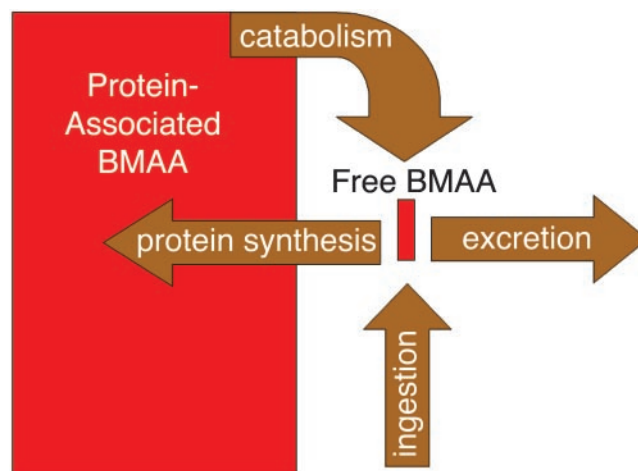 catabolism
Protein-
Associated
BMAA
Free BMAA
protein synthesis
excretion
ingestion